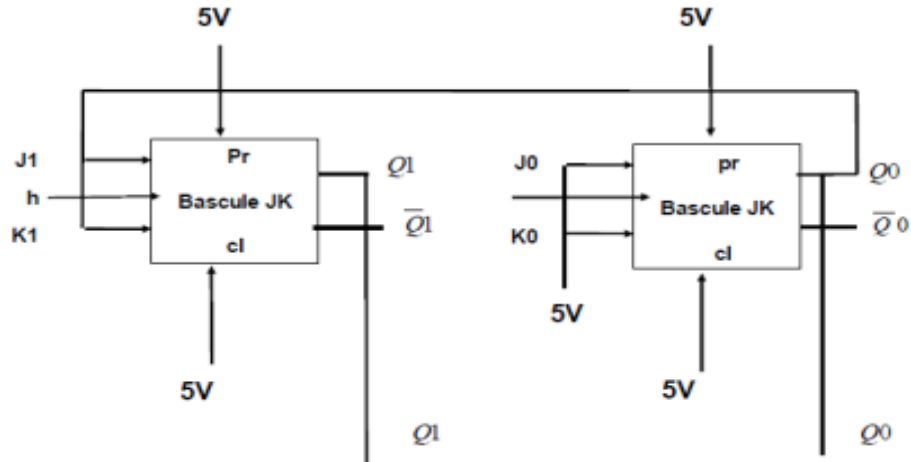 5V 5V
J1 Pr Q1 J0 pr Q0
h Bascule JK Bascule JK
K1 cl Q̅1 K0 cl Q̅0
5V
5V 5V
Q1 Q0